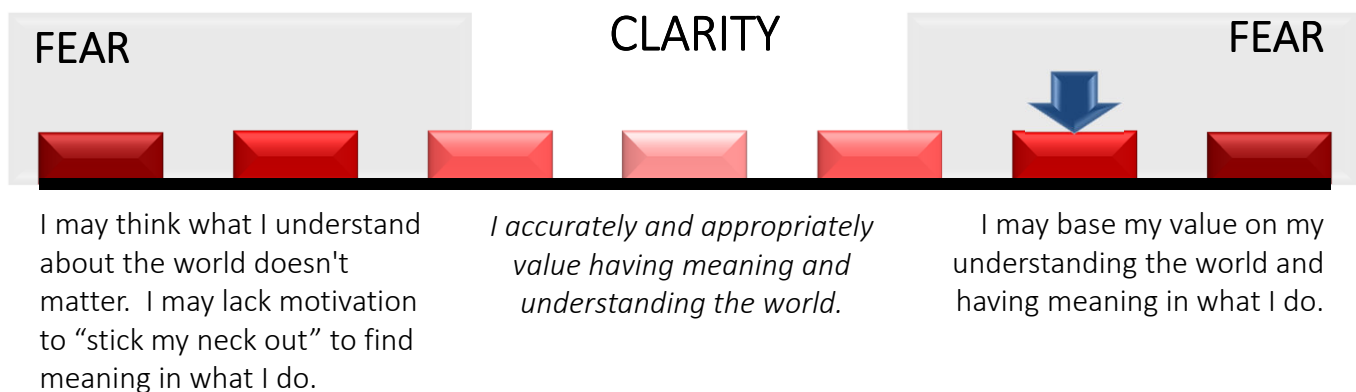 FEAR
CLARITY
FEAR
I may think what I understand
about the world doesn't
matter.  I may lack motivation
to “stick my neck out” to find
meaning in what I do.
I accurately and appropriately
value having meaning and
understanding the world.
I may base my value on my
understanding the world and
having meaning in what I do.